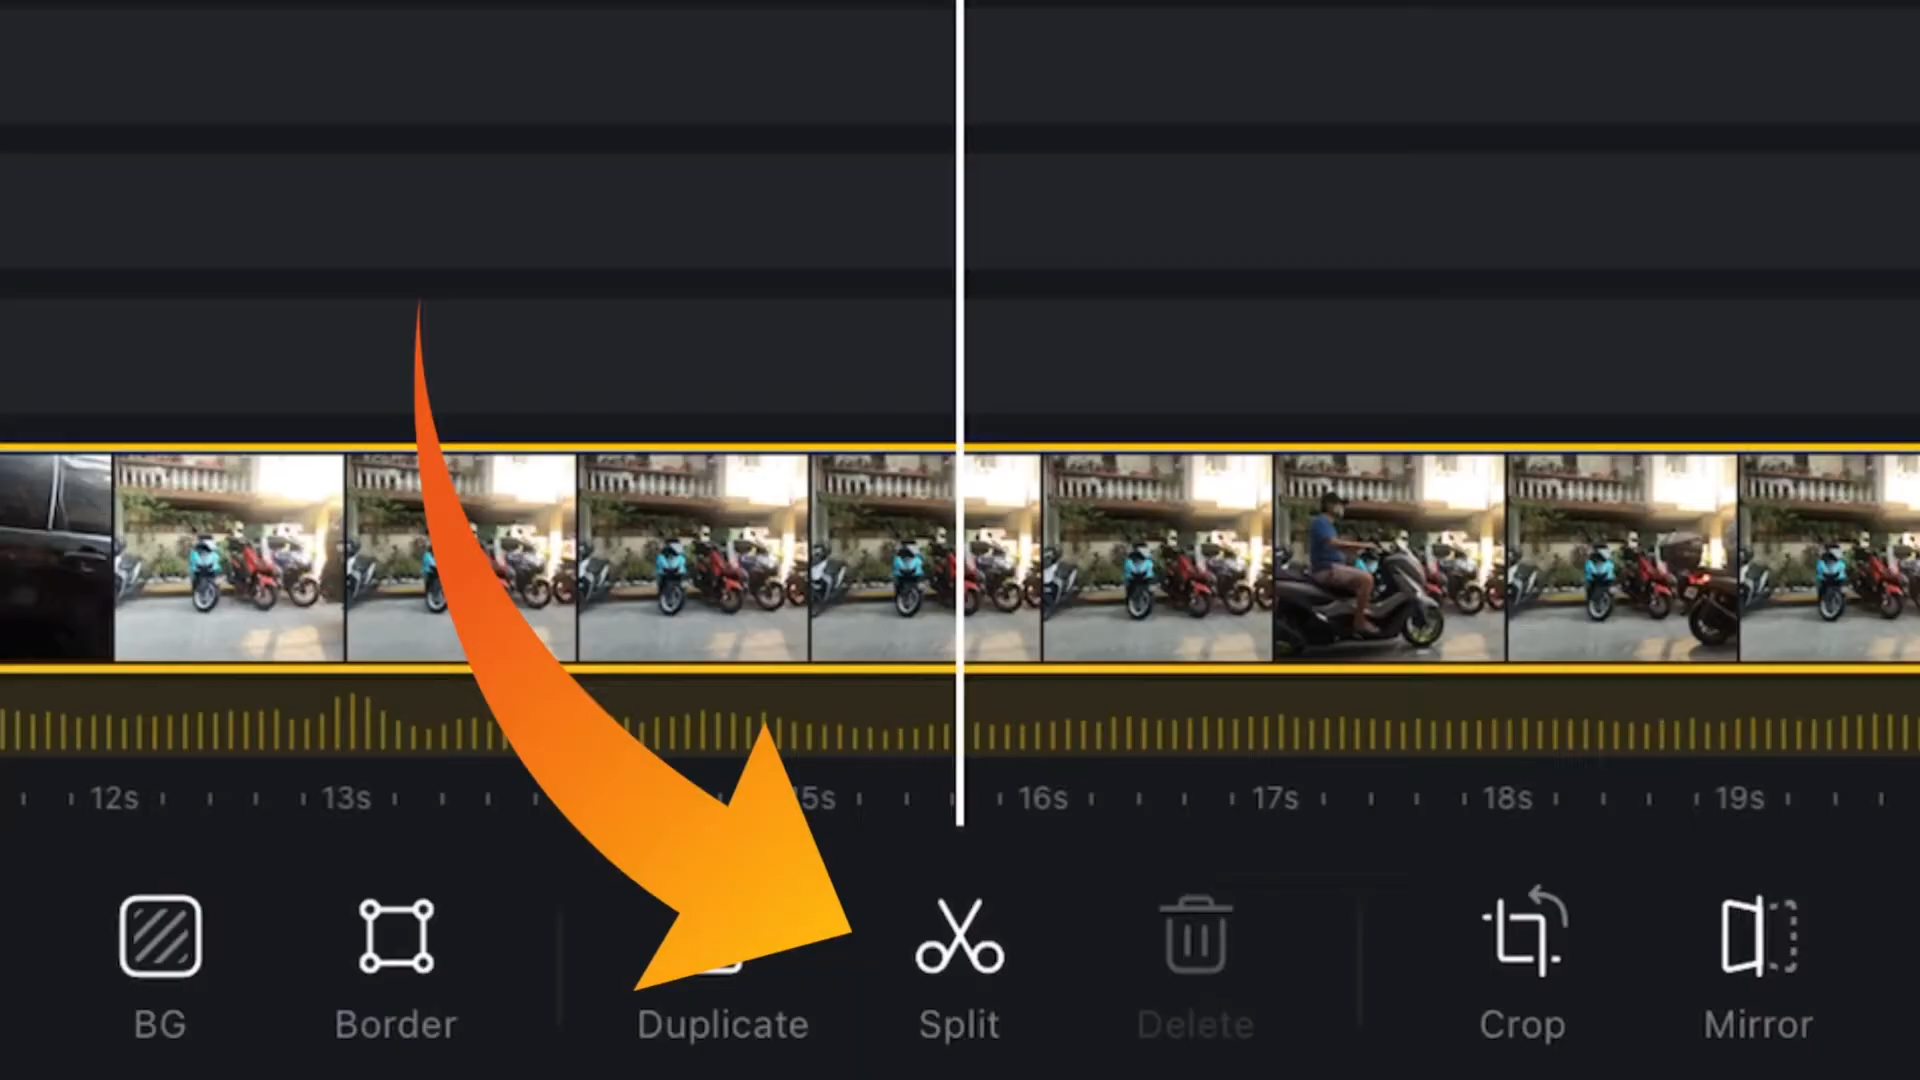 12s 13s 5s 16s 17s 18s 19s
BG Border Duplicate Split Delete Crop Mirror